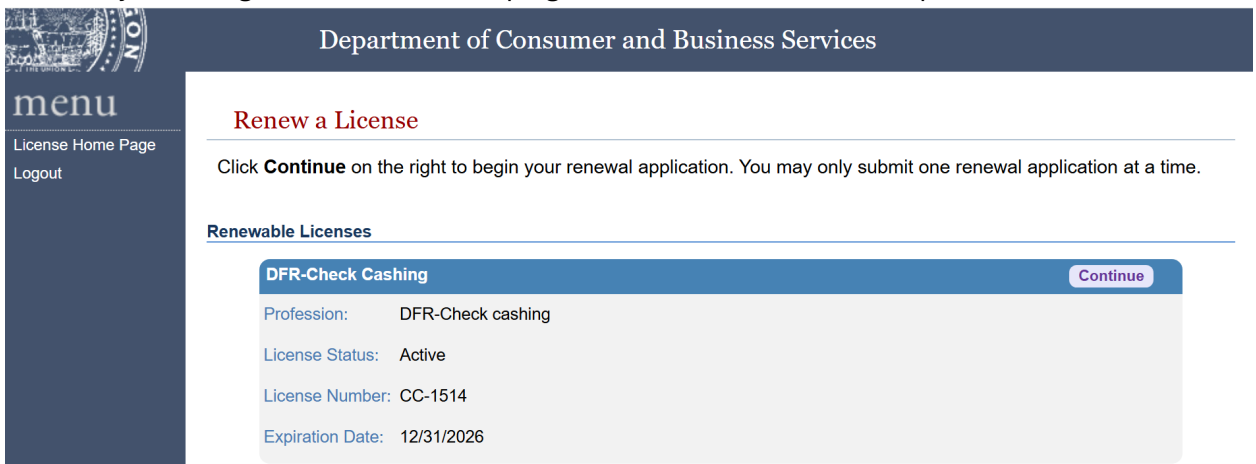 Department of Consumer and Business Services
menu
License Home Page
Logout
Renew a License
Click Continue on the right to begin your renewal application. You may only submit one renewal application at a time.
Renewable Licenses
DFR-Check Cashing Continue
Profession: DFR-Check cashing
License Status: Active
License Number: CC-1514
Expiration Date: 12/31/2026